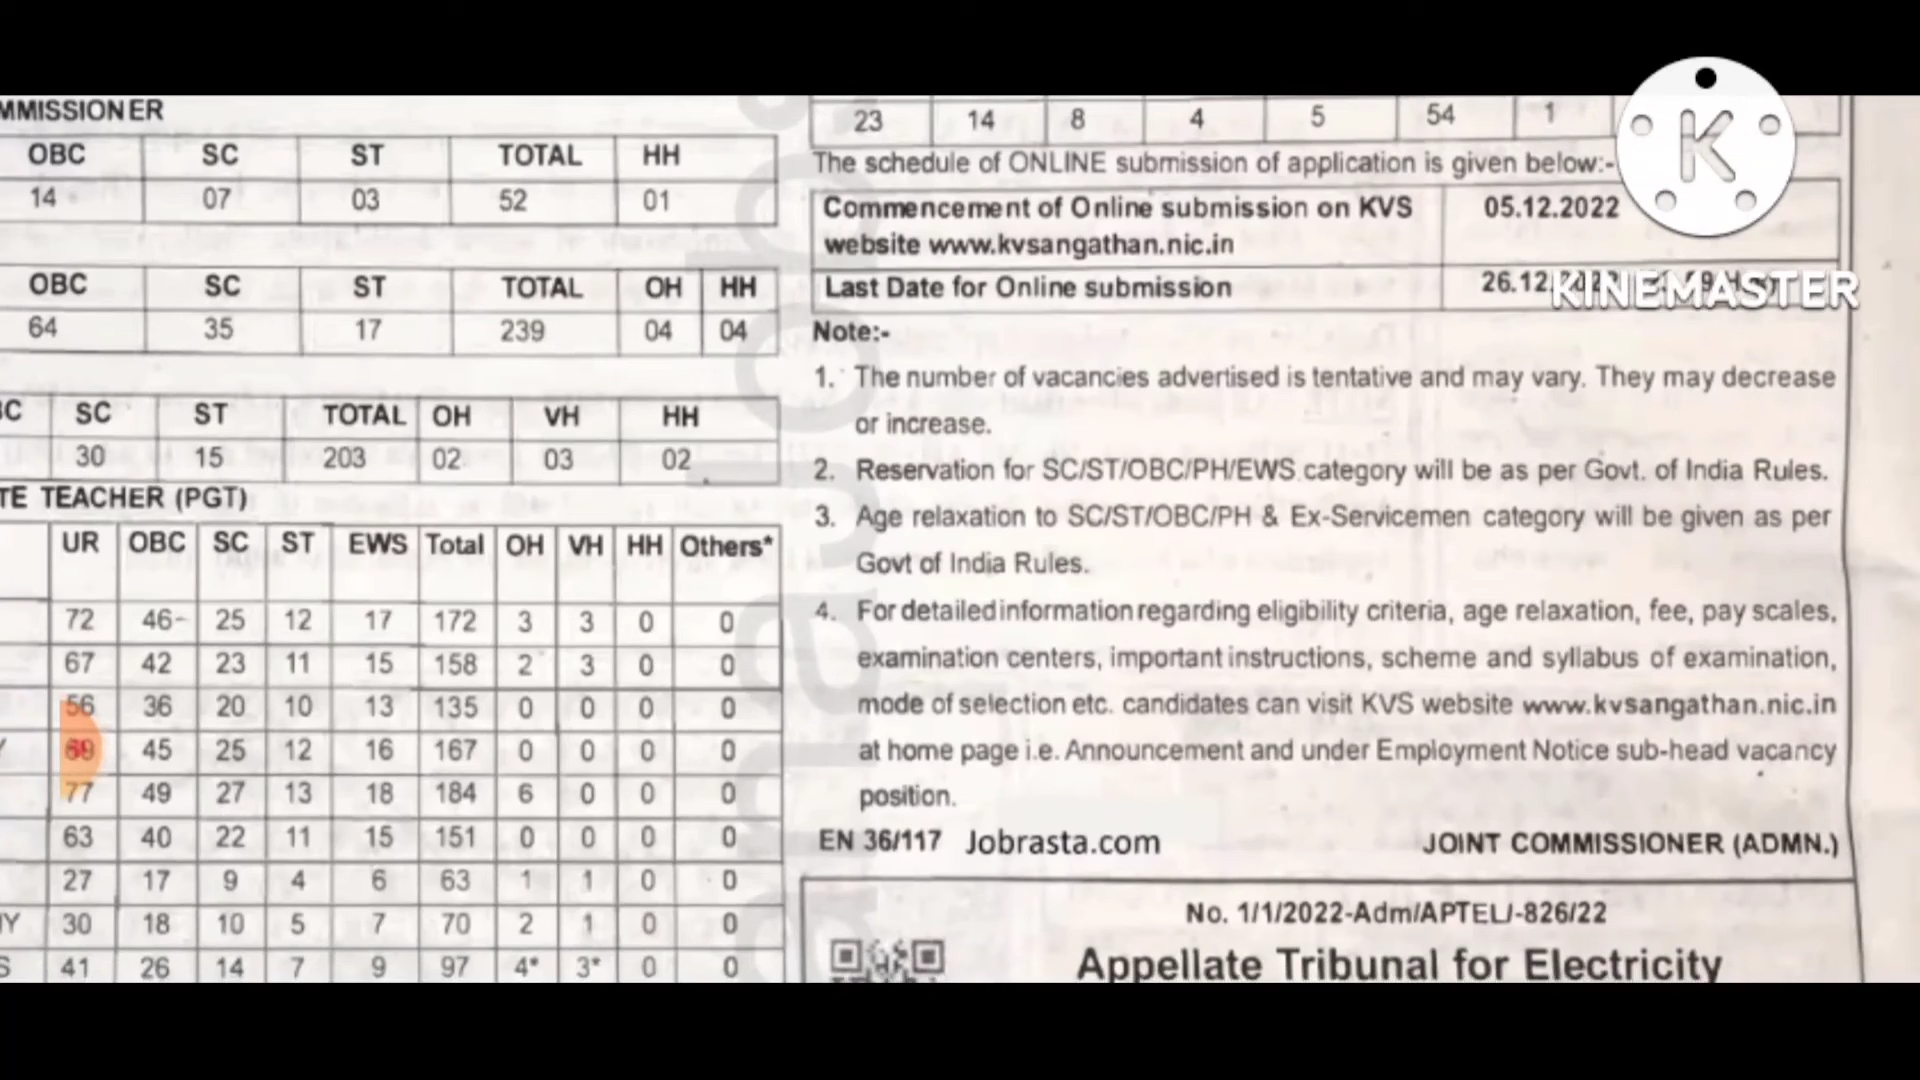 MMISSIONER
OBC SC ST TOTAL HH
14 07 03 52 01
OBC SC ST TOTAL OH HH
64 35 17 239 04 04
SC ST TOTAL OH VH HH
30 15 203 02 03 02
TE TEACHER (PGT)
UR OBC SC ST EWS Total OH VH HH Others*
72 46 25 12 17 172 3 3 0 0
67 42 23 11 15 158 2 3 0 0
56 36 20 10 13 135 0 0 0 0
Y 69 45 25 12 16 167 0 0 0 0
77 49 27 13 18 184 6 0 0 0
63 40 22 11 15 151 0 0 0 0
27 17 9 4 6 63 1 1 0 0
IY 30 18 10 5 7 70 2 1 0 0
S 41 26 14 7 9 97 4* 3* 0 0
23 14 8 4 5 54 1
The schedule of ONLINE submission of application is given below:-
Commencement of Online submission on KVS 05.12.2022
website www.kvsangathan.nic.in
Last Date for Online submission 26.12.
Note:-
1. The number of vacancies advertised is tentative and may vary. They may decrease
or increase.
2. Reservation for SC/ST/OBC/PH/EWS category will be as per Govt. of India Rules.
3. Age relaxation to SC/ST/OBC/PH & Ex-Servicemen category will be given as per
Govt of India Rules.
4. For detailed information regarding eligibility criteria, age relaxation, fee, pay scales,
examination centers, important instructions, scheme and syllabus of examination,
mode of selection etc. candidates can visit KVS website www.kvsangathan.nic.in
at home page i.e. Announcement and under Employment Notice sub-head vacancy
position.
EN 36/117 Jobrasta.com JOINT COMMISSIONER (ADMN.)
No. 1/1/2022-Adm/APTEL/-826/22
Appellate Tribunal for Electricity
K
KINEMASTER